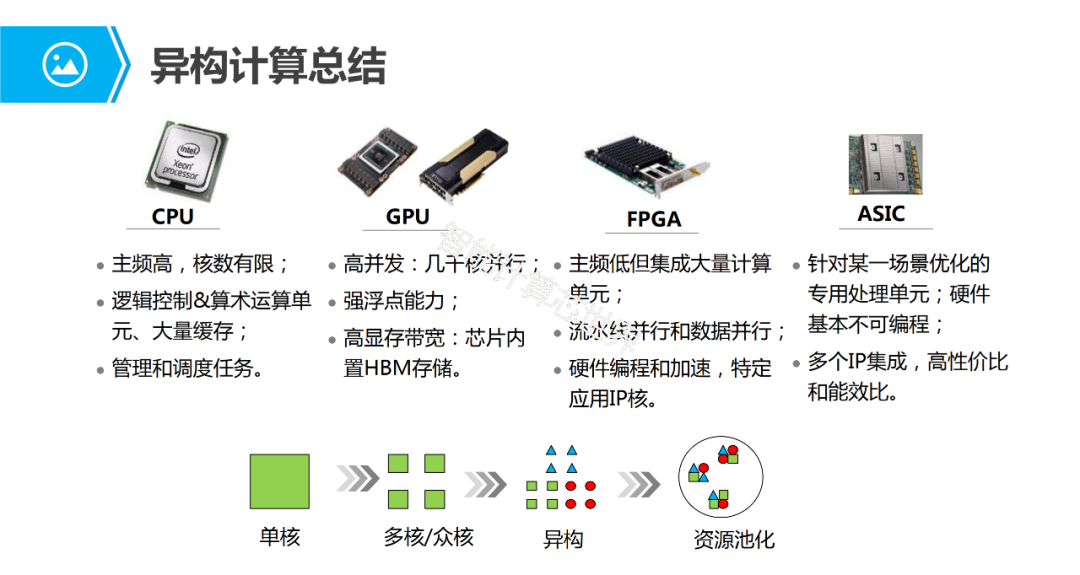 异构计算总结
intel
Xeon
processor
CPU
主频高，核数有限；
逻辑控制&算术运算单
元、大量缓存；
管理和调度任务。
GPU
高并发：几千核并行；
强浮点能力；
高显存带宽：芯片内
置HBM存储。
FPGA
主频低但集成大量计算
单元；
流水线并行和数据并行；
硬件编程和加速，特定
应用IP核。
ASIC
针对某一场景优化的
专用处理单元；硬件
基本不可编程；
多个IP集成，高性价比
和能效比。
智能计算芯世界
单核
多核/众核
异构
资源池化